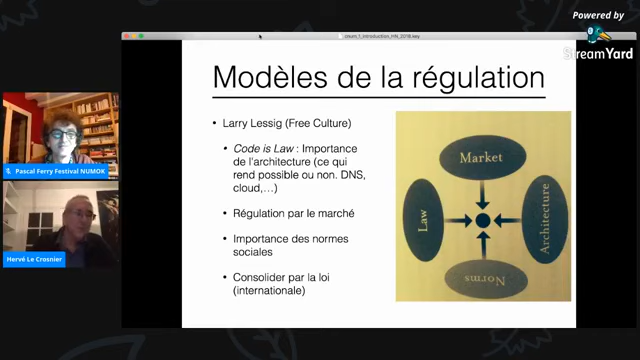 Powered by
StreamYard
Modèles de la régulation
• Larry Lessig (Free Culture)
• Code is Law : Importance
de l'architecture (ce qui
rend possible ou non. DNS,
cloud,…)
• Régulation par le marché
• Importance des normes
sociales
• Consolider par la loi
(internationale)
Market
Law
Architecture
Norms
Pascal Ferry Festival NUMOK
Hervé Le Crosnier